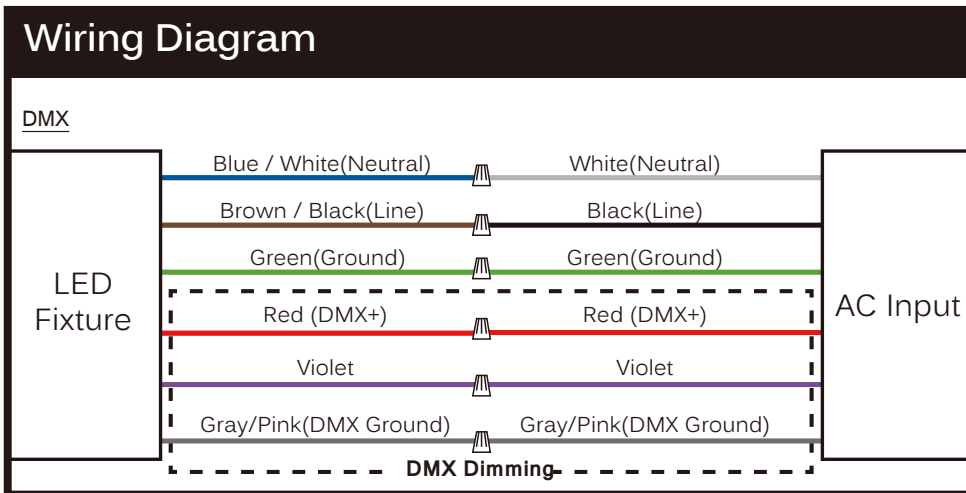 Wiring Diagram
DMX
Blue / White(Neutral) White(Neutral)
Brown / Black(Line) Black(Line)
Green(Ground) Green(Ground)
LED
Fixture
AC Input
Red (DMX+) Red (DMX+)
Violet Violet
Gray/Pink(DMX Ground) Gray/Pink(DMX Ground)
DMX Dimming